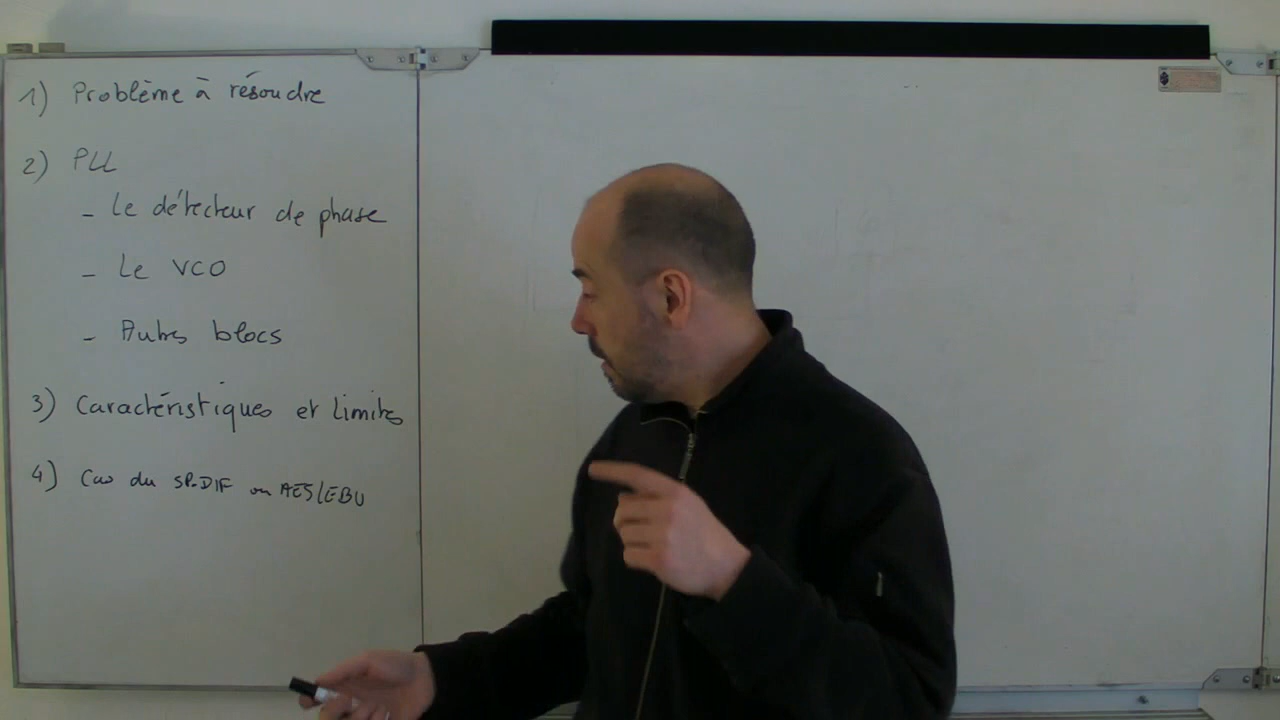 1) Problème à résoudre
2) PLL
- Le détecteur de phase
- Le VCO
- Autres blocs
3) Caractéristiques et Limites
4) Cas du SP-DIF ou AES/EBU